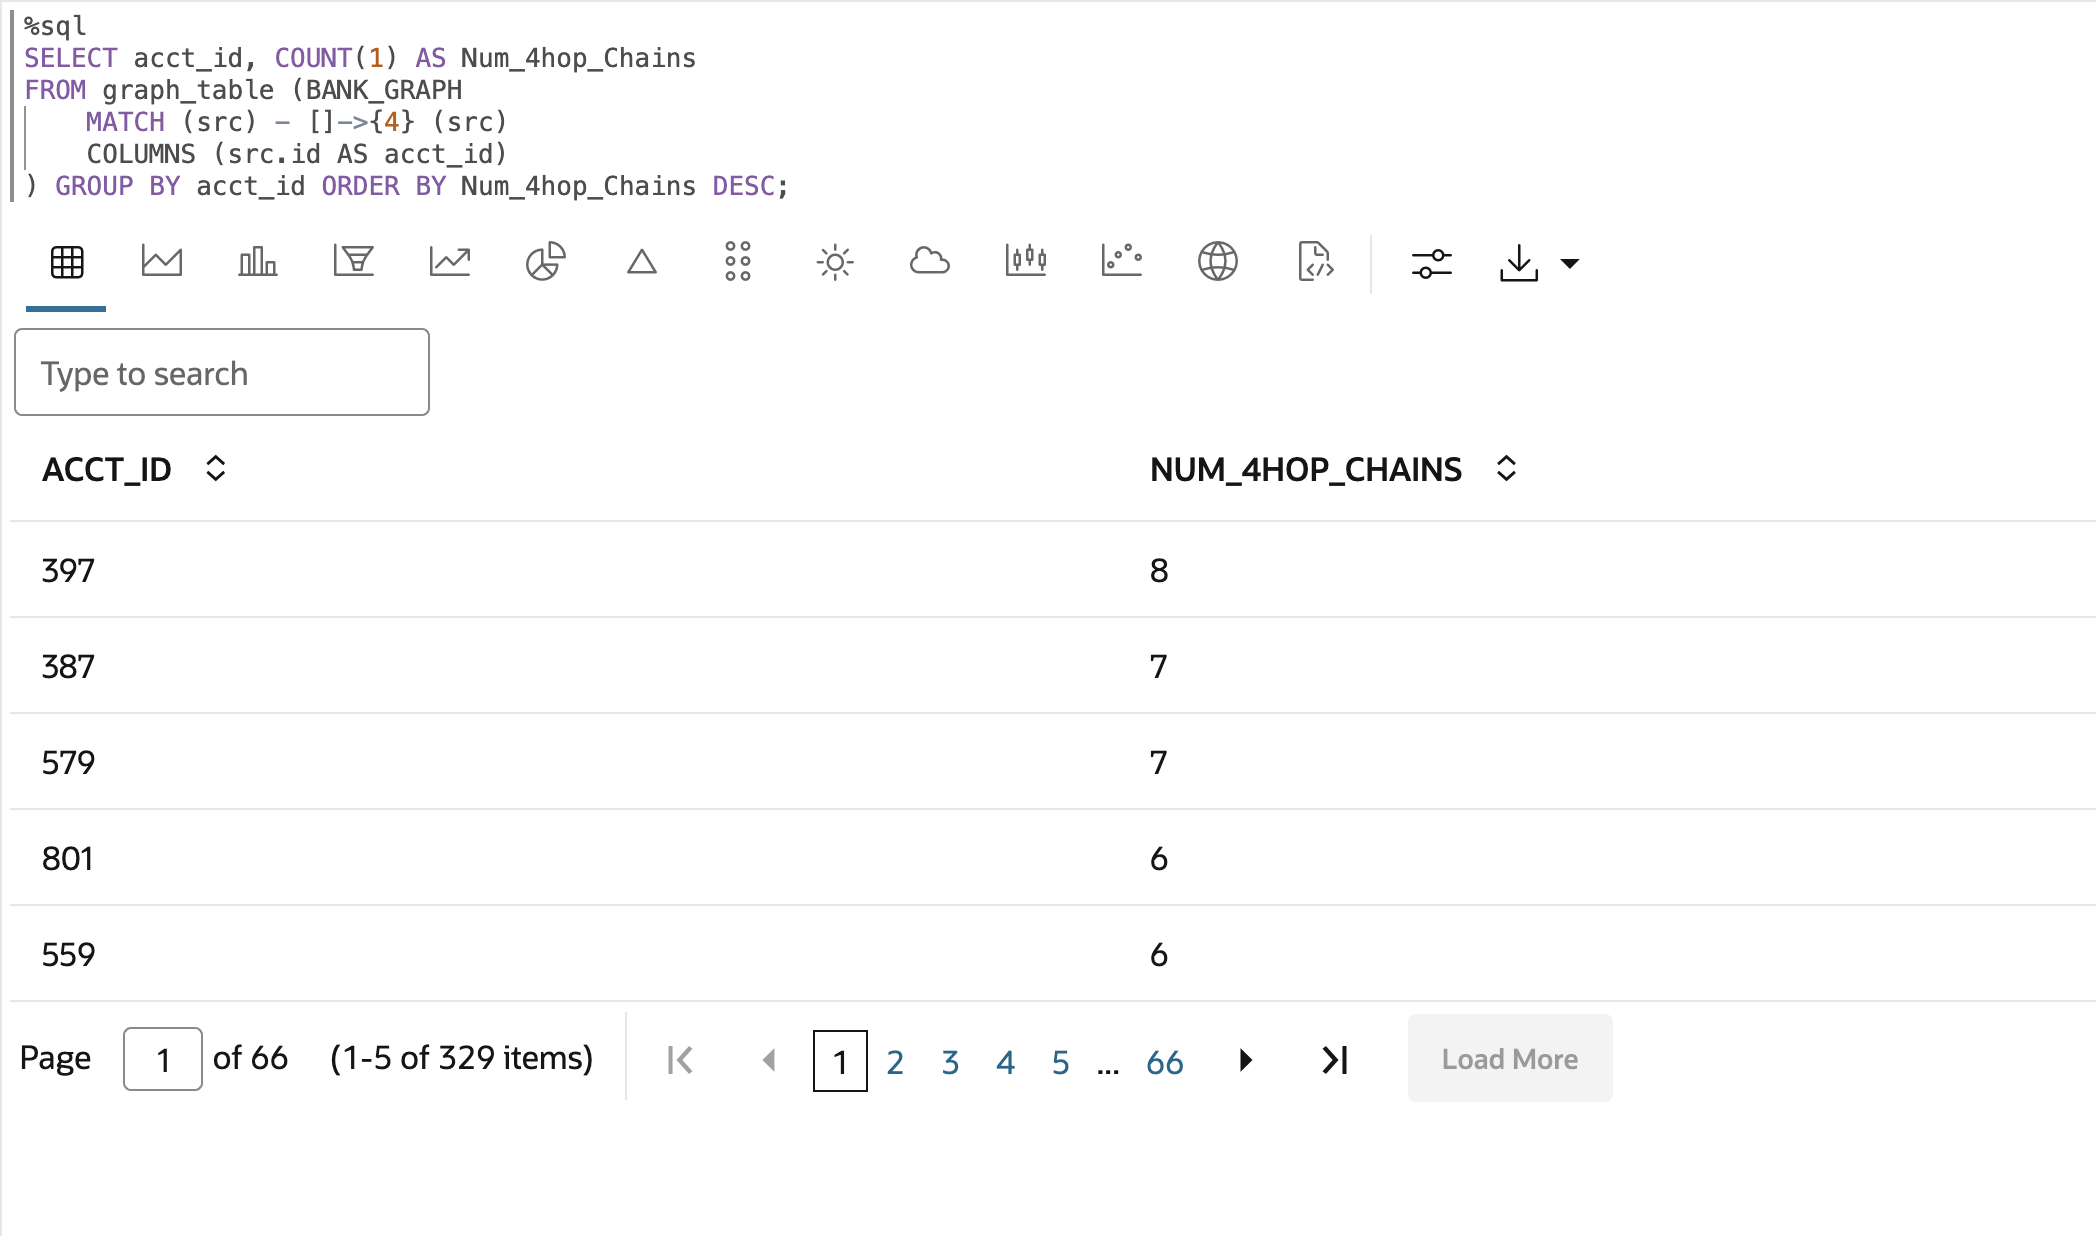 %sql
SELECT acct_id, COUNT(1) AS Num_4hop_Chains
FROM graph_table (BANK_GRAPH
MATCH (src) - []->{4} (src)
COLUMNS (src.id AS acct_id)
) GROUP BY acct_id ORDER BY Num_4hop_Chains DESC;
Type to search
ACCT_ID NUM_4HOP_CHAINS
397 8
387 7
579 7
801 6
559 6
Page 1 of 66 (1-5 of 329 items) 1 2 3 4 5 ... 66 Load More